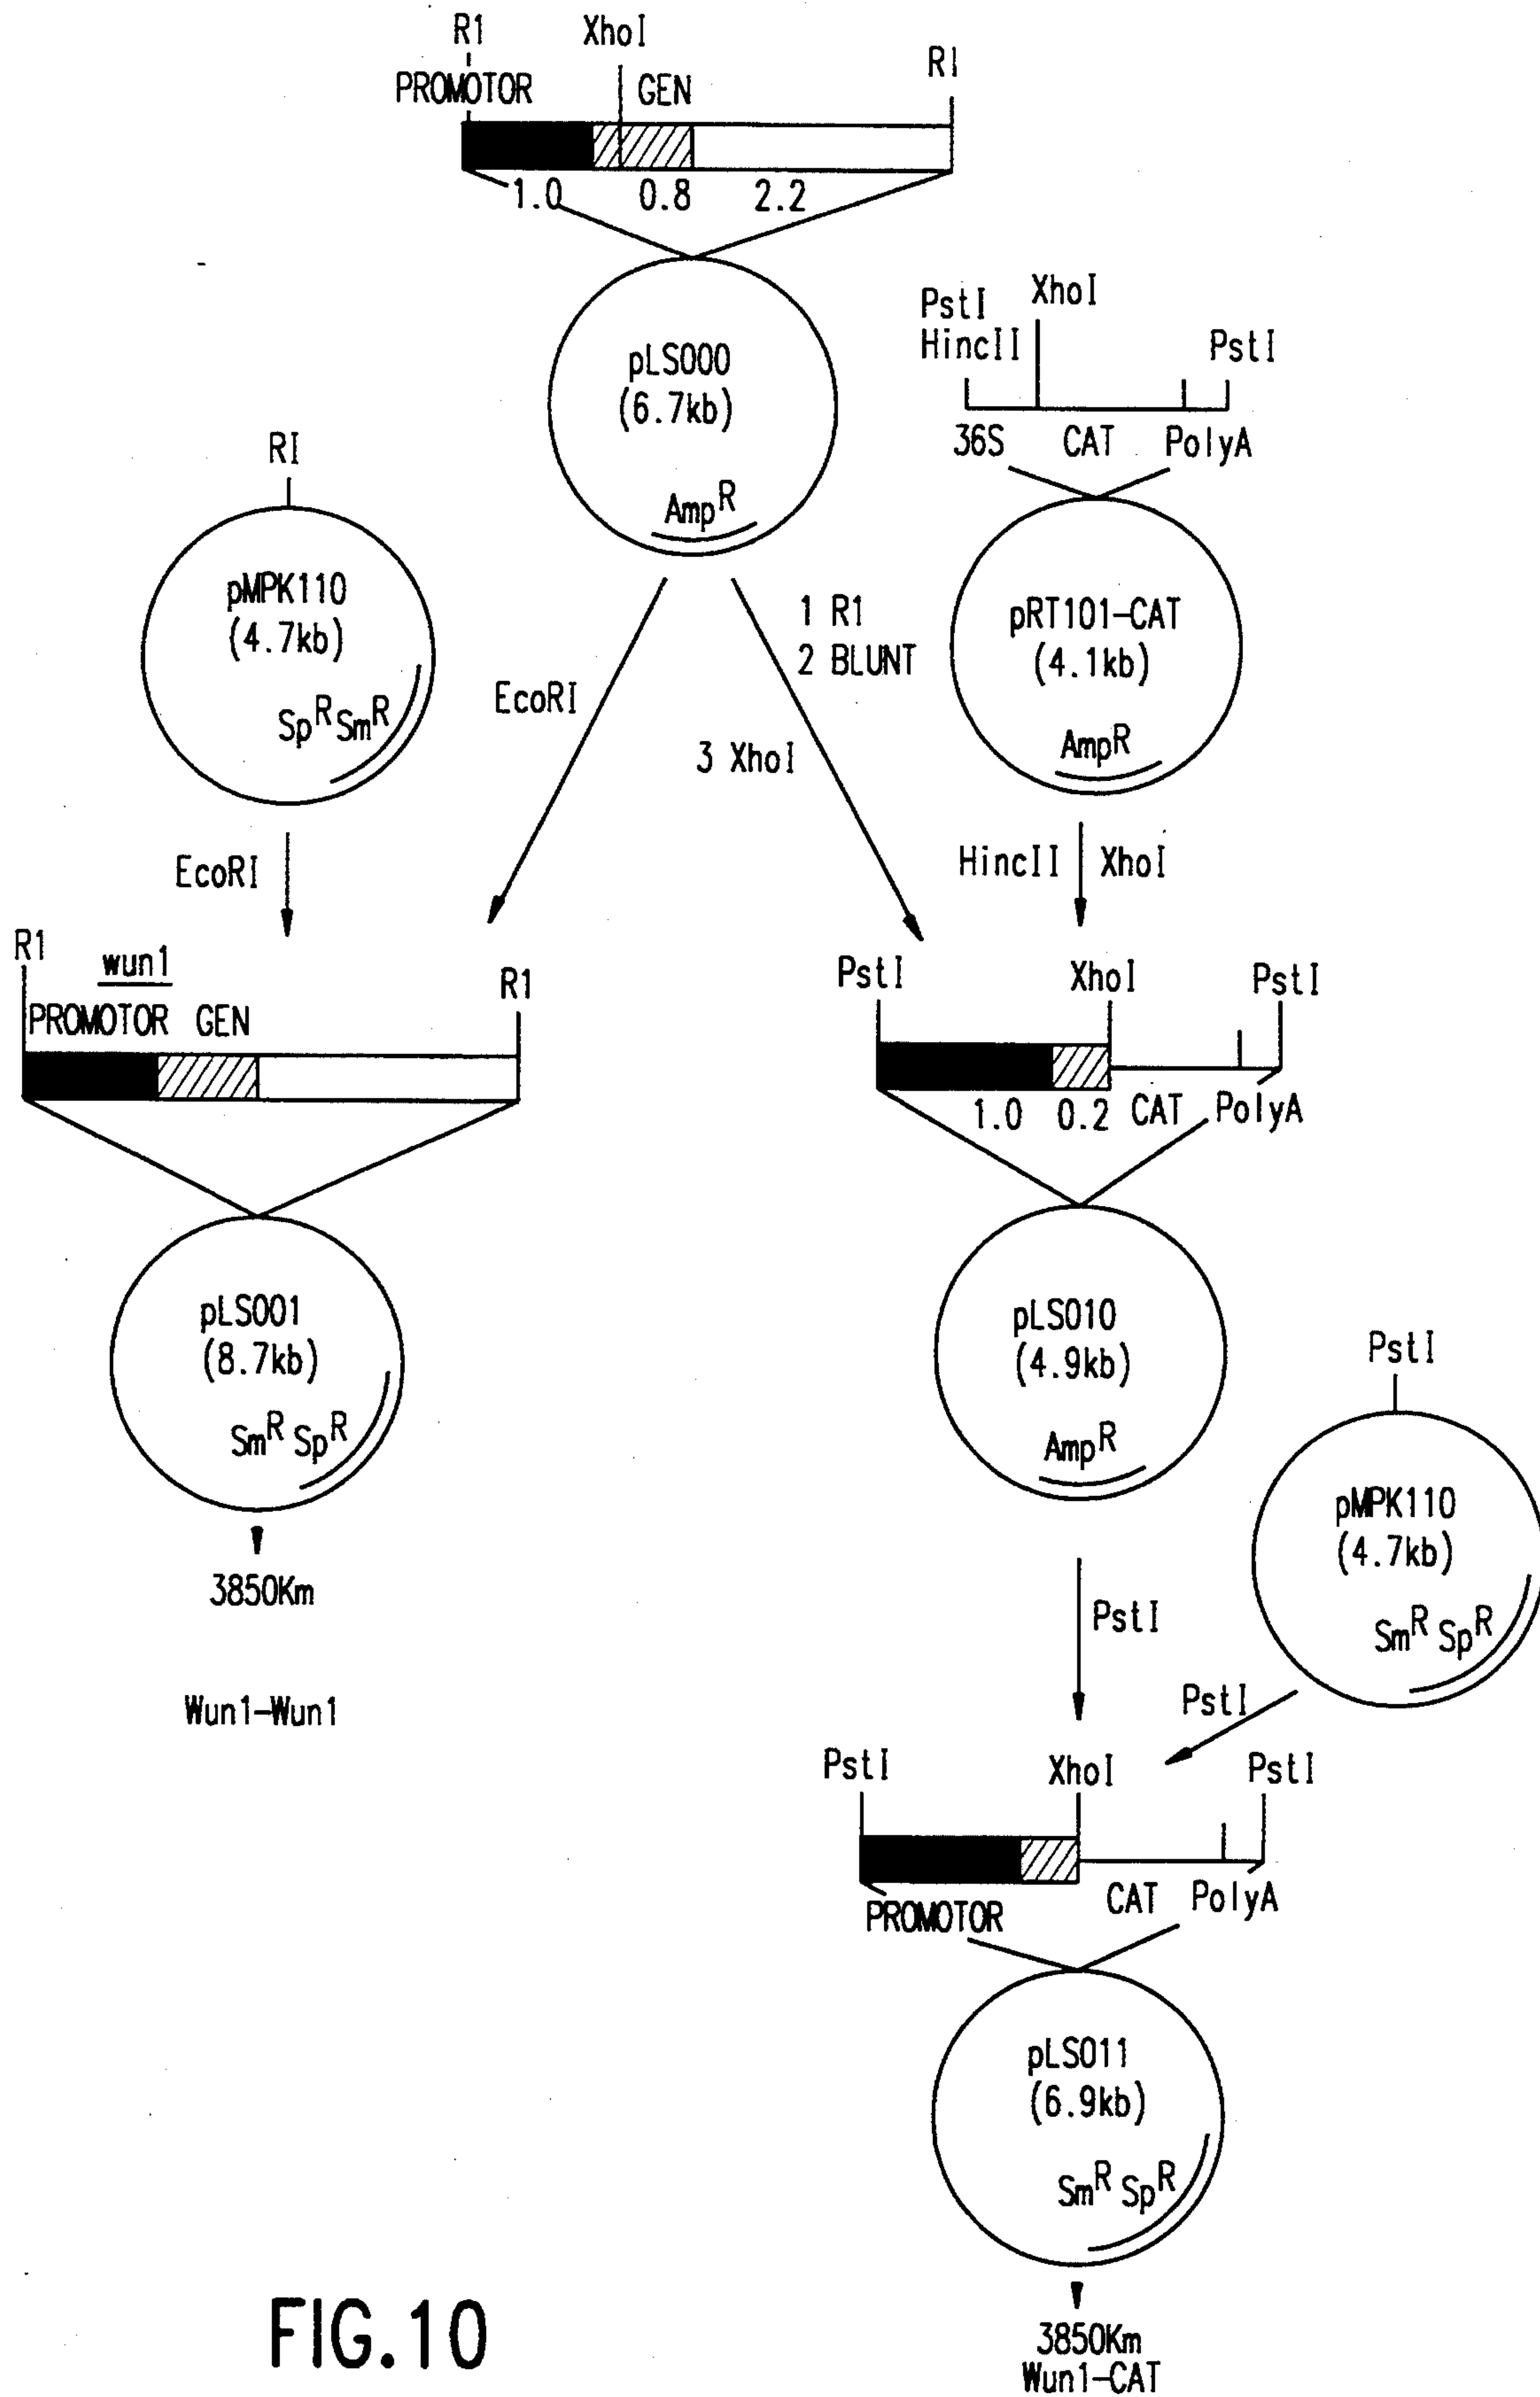 R1
XhoI
RI
PROMOTOR
GEN
1.0
0.8
2.2
pLS000
(6.7kb)
AmpR
PstI
HincII
XhoI
PstI
36S
CAT
PolyA
RI
pMPK110
(4.7kb)
SpRSmR
EcoRI
1 R1
2 BLUNT
3 XhoI
pRT101-CAT
(4.1kb)
AmpR
EcoRI
HincII
XhoI
R1
wun1
R1
PROMOTOR GEN
PstI
XhoI
PstI
1.0
0.2
CAT
PolyA
pLS001
(8.7kb)
SmR SpR
3850Km
Wun1-Wun1
pLS010
(4.9kb)
AmpR
PstI
pMPK110
(4.7kb)
SmR SpR
PstI
PstI
PstI
XhoI
PstI
PROMOTOR
CAT
PolyA
pLS011
(6.9kb)
SmR SpR
3850Km
Wun1-CAT
FIG.10